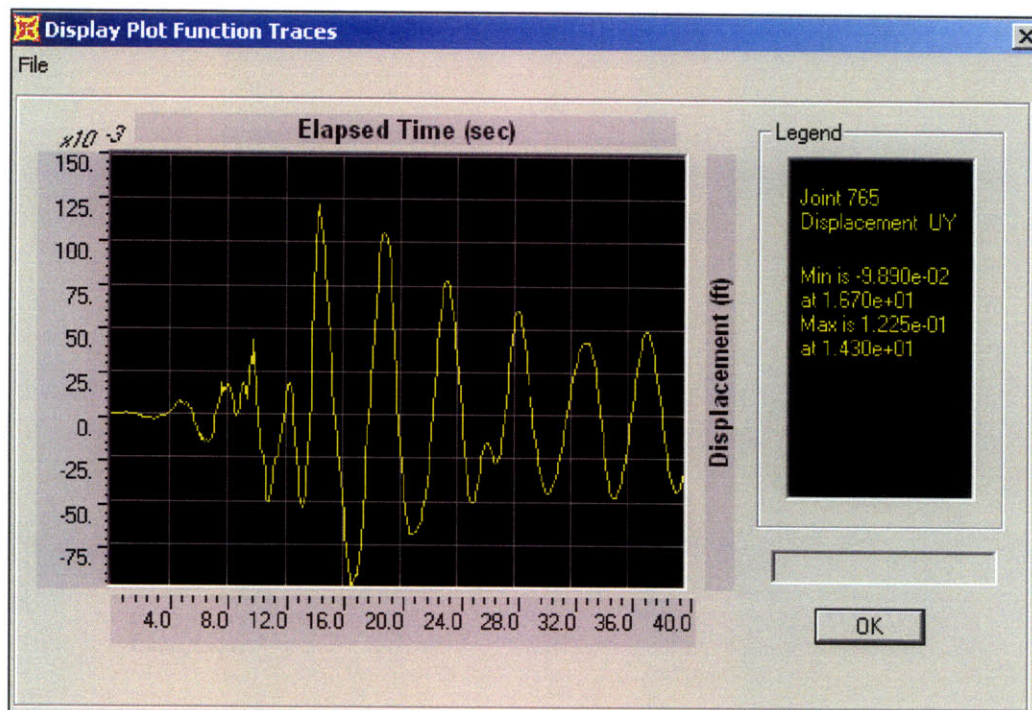 Display Plot Function Traces
File
x10 -3
Elapsed Time (sec)
150.
125.
100.
75.
50.
25.
0.
-25.
-50.
-75.
4.0 8.0 12.0 16.0 20.0 24.0 28.0 32.0 36.0 40.0
Displacement (ft)
Legend
Joint 765
Displacement UY
Min is -9.890e-02
at 1.670e+01
Max is 1.225e-01
at 1.430e+01
OK